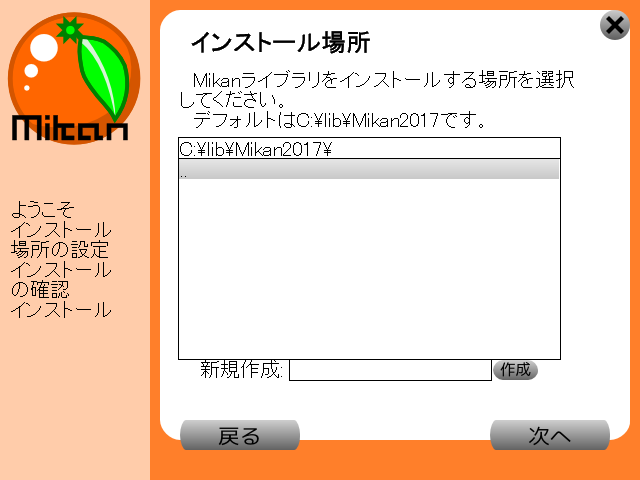 Mikan
ようこそ
インストール
場所の設定
インストール
の確認
インストール
インストール場所
Mikanライブラリをインストールする場所を選択
してください。
デフォルトはC:¥lib¥Mikan2017です。
C:¥lib¥Mikan2017¥
..
新規作成:
作成
戻る
次へ